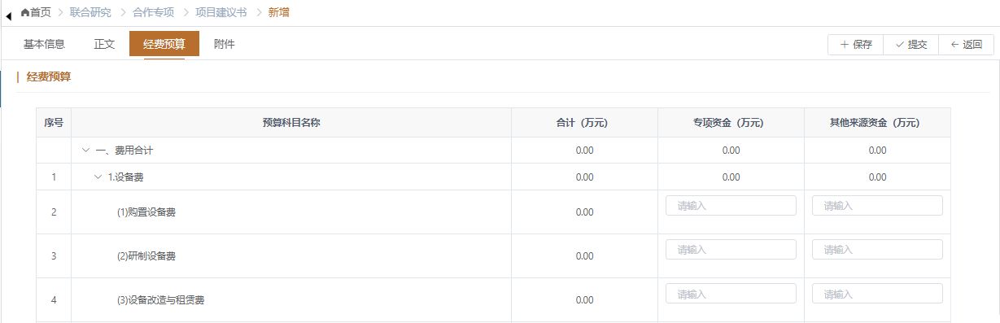 首页 联合研究 合作专项 项目建议书 新增
基本信息 正文 经费预算 附件 保存 提交 返回
经费预算
序号 预算科目名称 合计（万元） 专项资金（万元） 其他来源资金（万元）
一、费用合计 0.00 0.00 0.00
1 1.设备费 0.00 0.00 0.00
2 (1)购置设备费 0.00 请输入 请输入
3 (2)研制设备费 0.00 请输入 请输入
4 (3)设备改造与租赁费 0.00 请输入 请输入